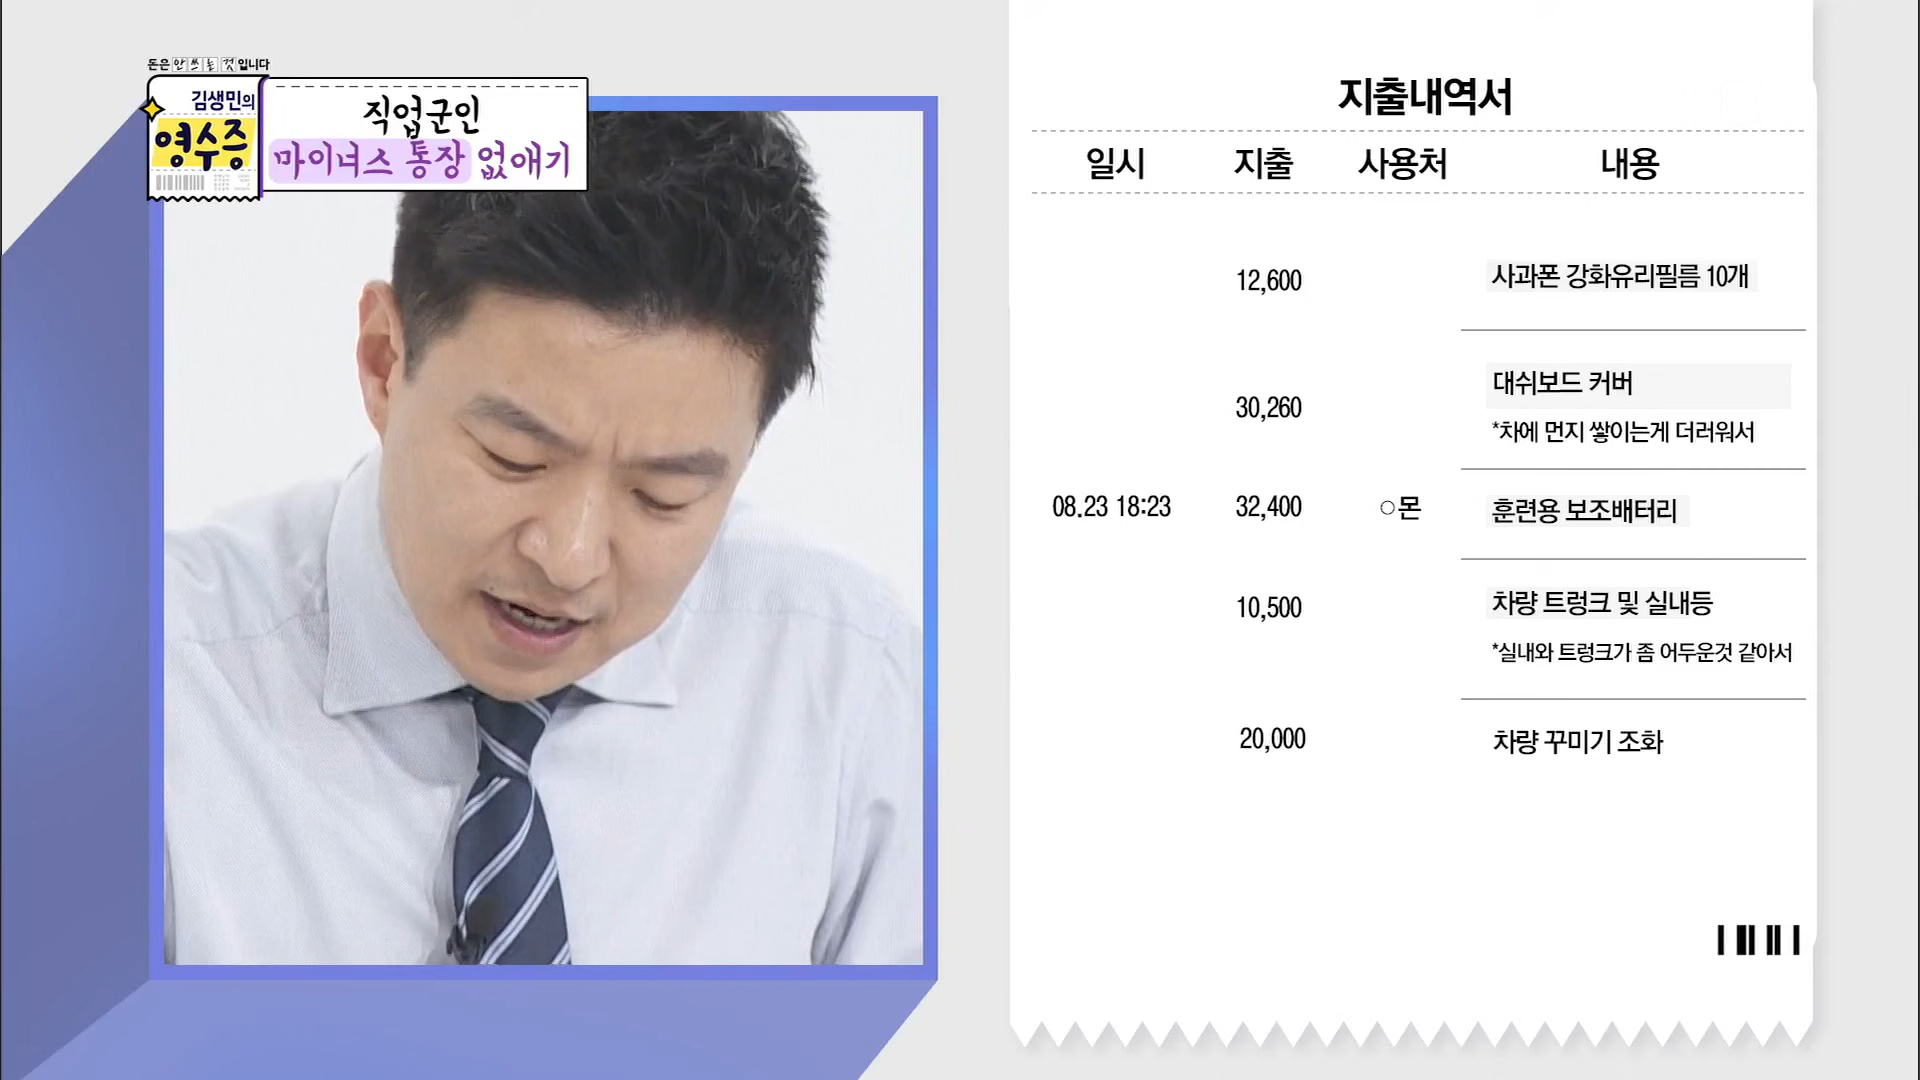 돈은 안 쓰는 것 입니다
김생민의
영수증
직업군인
마이너스 통장 없애기
지출내역서
일시 지출 사용처 내용
12,600 사과폰 강화유리필름 10개
30,260 대쉬보드 커버
*차에 먼지 쌓이는게 더러워서
08.23 18:23 32,400 ○몬 훈련용 보조배터리
10,500 차량 트렁크 및 실내등
*실내와 트렁크가 좀 어두운것 같아서
20,000 차량 꾸미기 조화